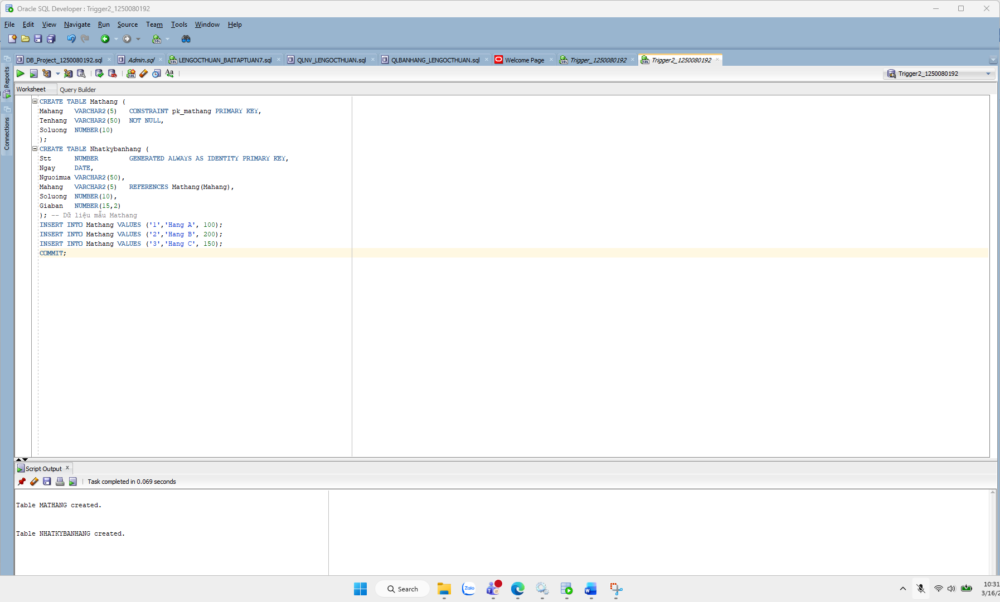 Oracle SQL Developer : Trigger2_1250080192
File Edit View Navigate Run Source Team Tools Window Help
DB_Project_1250080192.sql Admin.sql LENGOCTHUAN_BAITAPTUAN7.sql QLNV_LENGOCTHUAN.sql QLBANHANG_LENGOCTHUAN.sql Welcome Page Trigger_1250080192 Trigger2_1250080192
Trigger2_1250080192
Reports
Connections
Worksheet Query Builder
CREATE TABLE Mathang (
Mahang VARCHAR2(5) CONSTRAINT pk_mathang PRIMARY KEY,
Tenhang VARCHAR2(50) NOT NULL,
Soluong NUMBER(10)
);
CREATE TABLE Nhatkybanhang (
Stt NUMBER GENERATED ALWAYS AS IDENTITY PRIMARY KEY,
Ngay DATE,
Nguoimua VARCHAR2(50),
Mahang VARCHAR2(5) REFERENCES Mathang(Mahang),
Soluong NUMBER(10),
Giaban NUMBER(15,2)
); -- Dữ liệu mẫu Mathang
INSERT INTO Mathang VALUES ('1','Hang A', 100);
INSERT INTO Mathang VALUES ('2','Hang B', 200);
INSERT INTO Mathang VALUES ('3','Hang C', 150);
COMMIT;
Script Output
Task completed in 0.069 seconds
Table MATHANG created.
Table NHATKYBANHANG created.
Search
Zalo
10:31
3/16/2